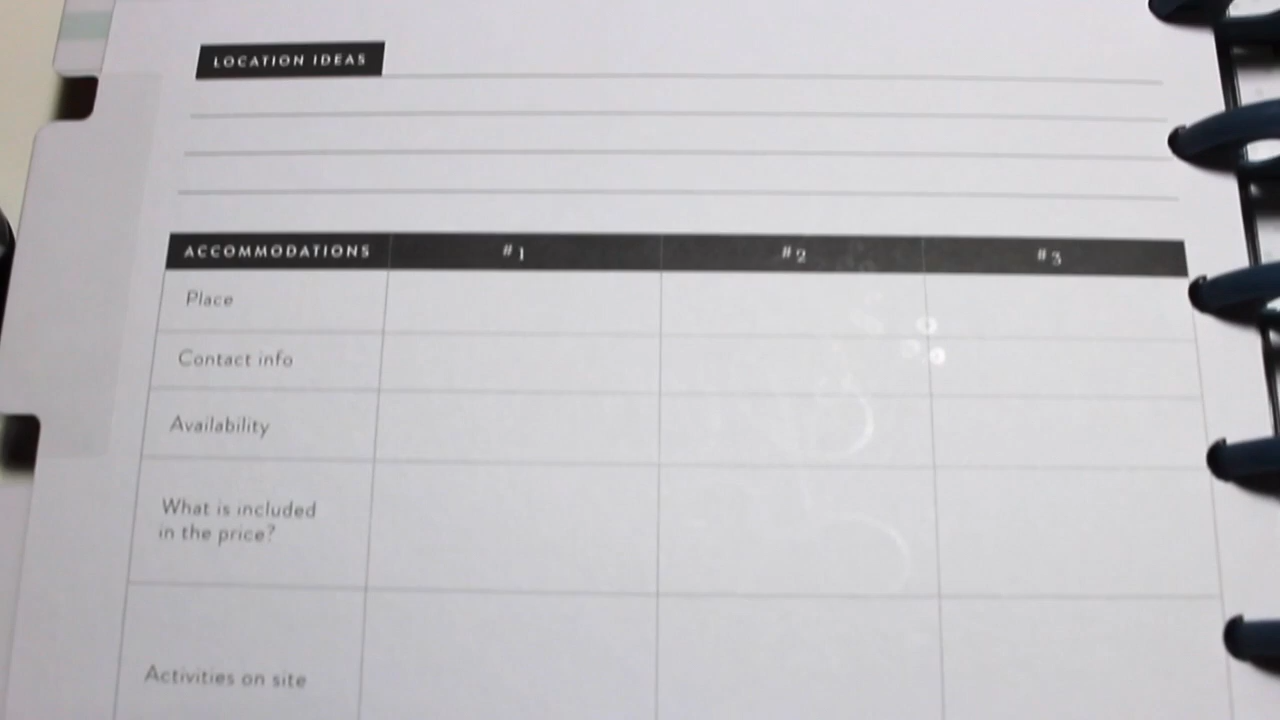 LOCATION IDEAS
ACCOMMODATIONS #1 #2 #3
Place
Contact info
Availability
What is included
in the price?
Activities on site